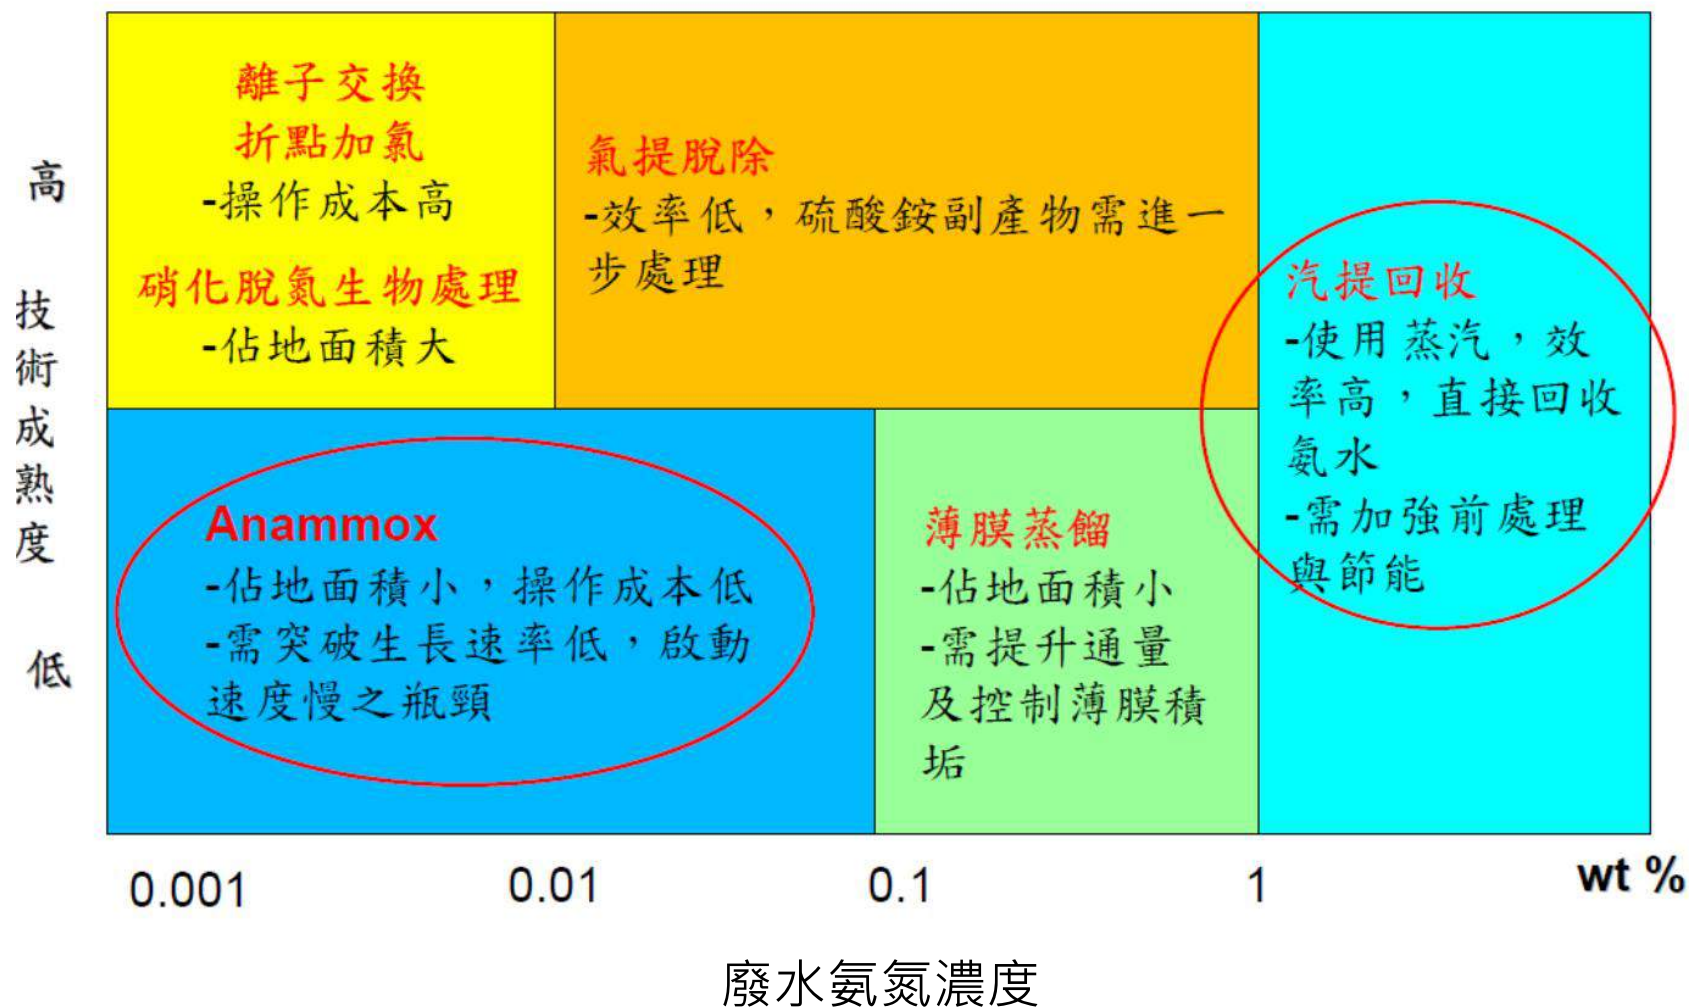 離子交換
折點加氯
-操作成本高
硝化脫氮生物處理
-佔地面積大
氣提脫除
-效率低，硫酸銨副產物需進一
步處理
汽提回收
-使用蒸汽，效
率高，直接回收
氨水
-需加強前處理
與節能
Anammox
-佔地面積小，操作成本低
-需突破生長速率低，啟動
速度慢之瓶頸
薄膜蒸餾
-佔地面積小
-需提升通量
及控制薄膜積
垢
高
技術成熟度
低
0.001
0.01
0.1
1
wt %
廢水氨氮濃度